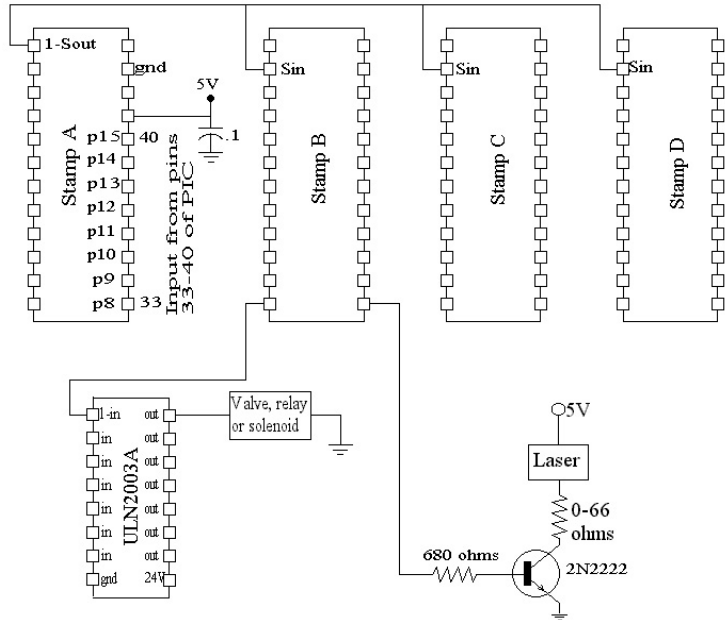 1-Sout
gnd
5V
.1
Stamp A
p15 40
p14
p13
p12
p11
p10
p9
p8 33
Input from pins
33-40 of PIC
Sin
Stamp B
Sin
Stamp C
Sin
Stamp D
1-in out
in out
in out
in out
in out
in out
in out
gnd 24V
ULN2003A
Valve, relay
or solenoid
5V
Laser
0-66
ohms
680 ohms
2N2222